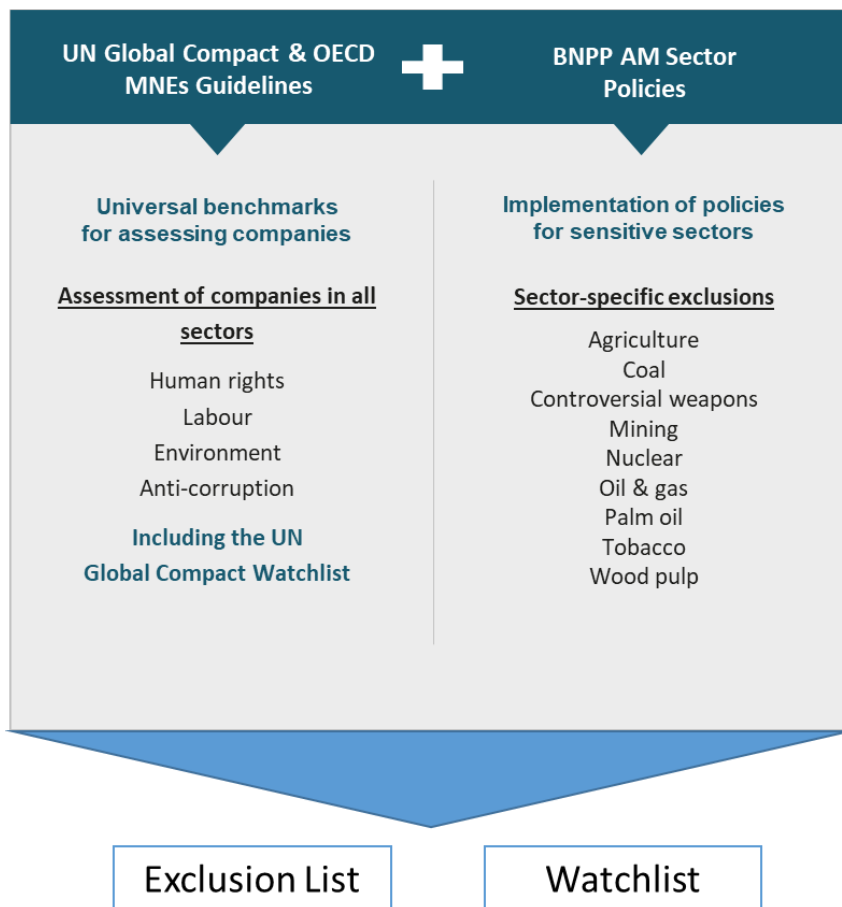 UN Global Compact & OECD
MNEs Guidelines
BNPP AM Sector
Policies
Universal benchmarks
for assessing companies
Assessment of companies in all
sectors
Human rights
Labour
Environment
Anti-corruption
Including the UN
Global Compact Watchlist
Implementation of policies
for sensitive sectors
Sector-specific exclusions
Agriculture
Coal
Controversial weapons
Mining
Nuclear
Oil & gas
Palm oil
Tobacco
Wood pulp
Exclusion List
Watchlist